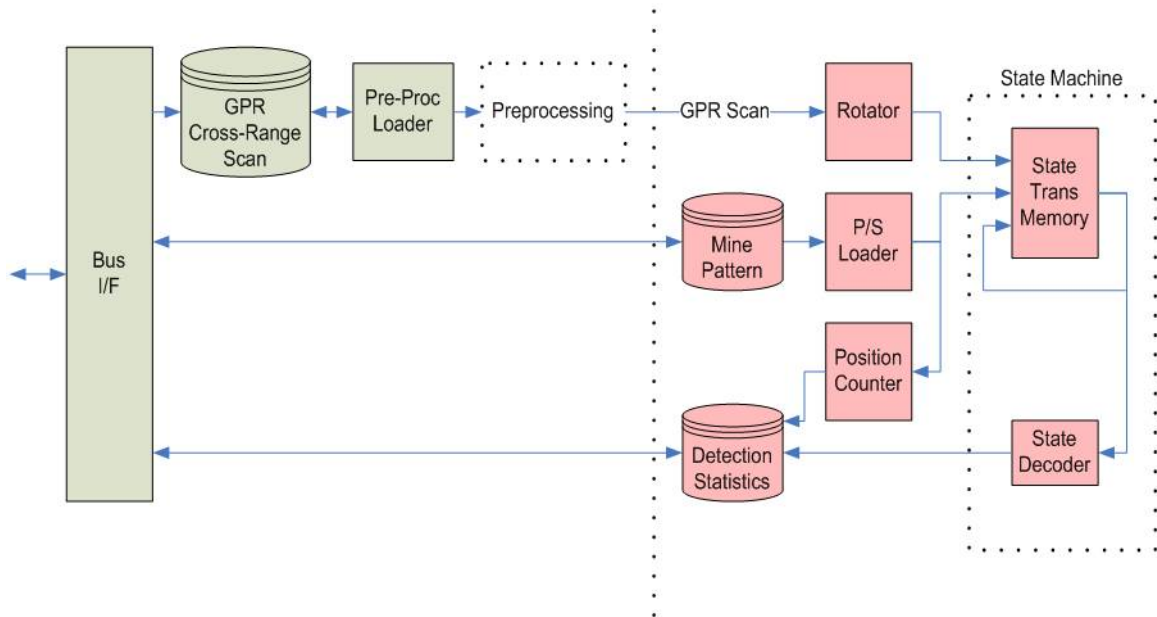 State Machine
GPR
Cross-Range
Scan
Pre-Proc
Loader
Preprocessing
GPR Scan
Rotator
State
Trans
Memory
Mine
Pattern
P/S
Loader
Bus
I/F
Position
Counter
Detection
Statistics
State
Decoder